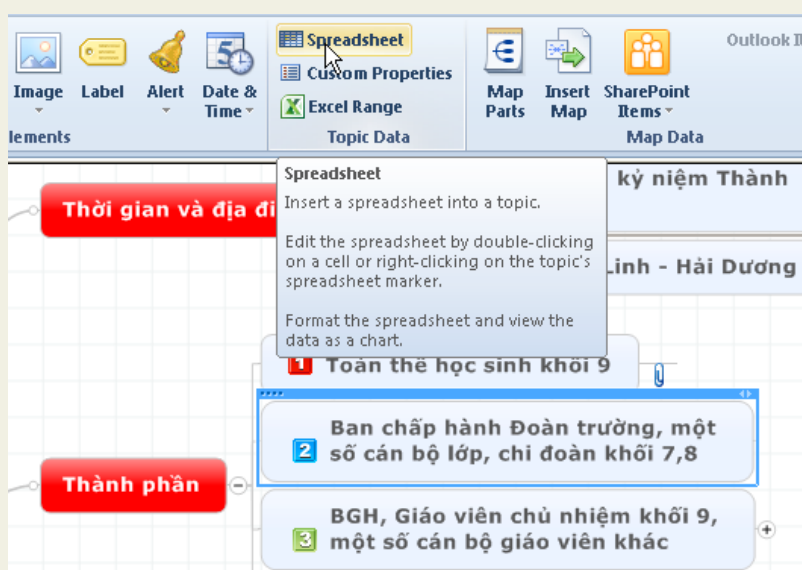 Spreadsheet
Outlook
Custom Properties
Image Label Alert Date & Time
Excel Range
Map Parts
Insert Map
SharePoint Items
lements
Topic Data
Map Data
Spreadsheet
Insert a spreadsheet into a topic.
Edit the spreadsheet by double-clicking
on a cell or right-clicking on the topic's
spreadsheet marker.
Format the spreadsheet and view the
data as a chart.
kỷ niệm Thành
Thời gian và địa đi
Linh - Hải Dương
1 Toàn thể học sinh khối 9
Ban chấp hành Đoàn trường, một
2 số cán bộ lớp, chi đoàn khối 7,8
Thành phần
BGH, Giáo viên chủ nhiệm khối 9,
3 một số cán bộ giáo viên khác